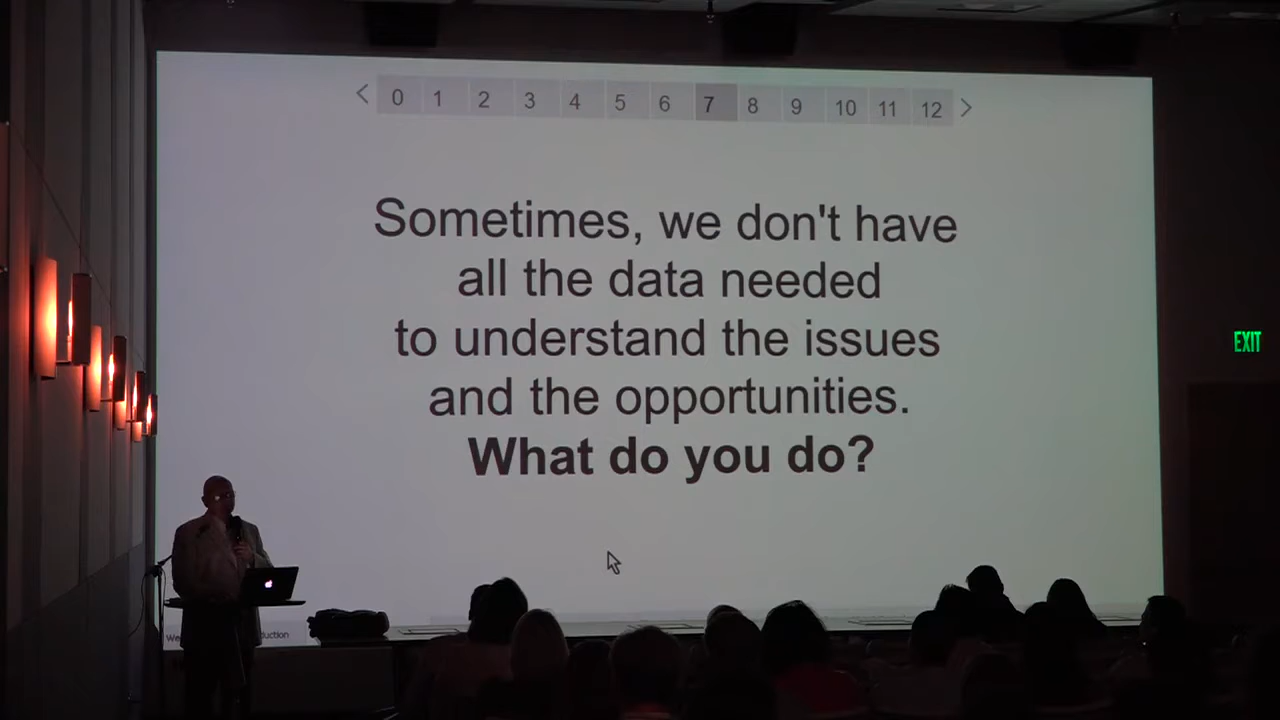 < 0 1 2 3 4 5 6 7 8 9 10 11 12 >
Sometimes, we don't have
all the data needed
to understand the issues
and the opportunities.
What do you do?
EXIT